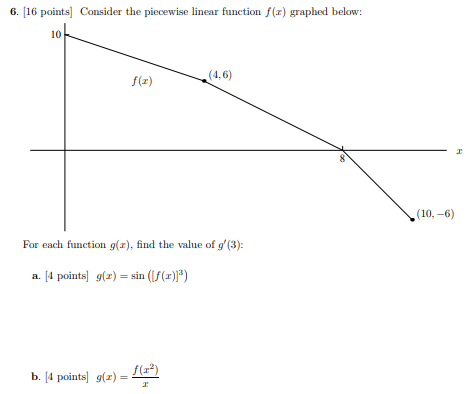 6. [16 points] Consider the piecewise linear function f(x) graphed below:
10
f(x)
(4, 6)
x
8
(10, −6)
For each function g(x), find the value of g′(3):
a. [4 points] g(x) = sin ([f(x)]³)
b. [4 points] g(x) = f(x²)/x